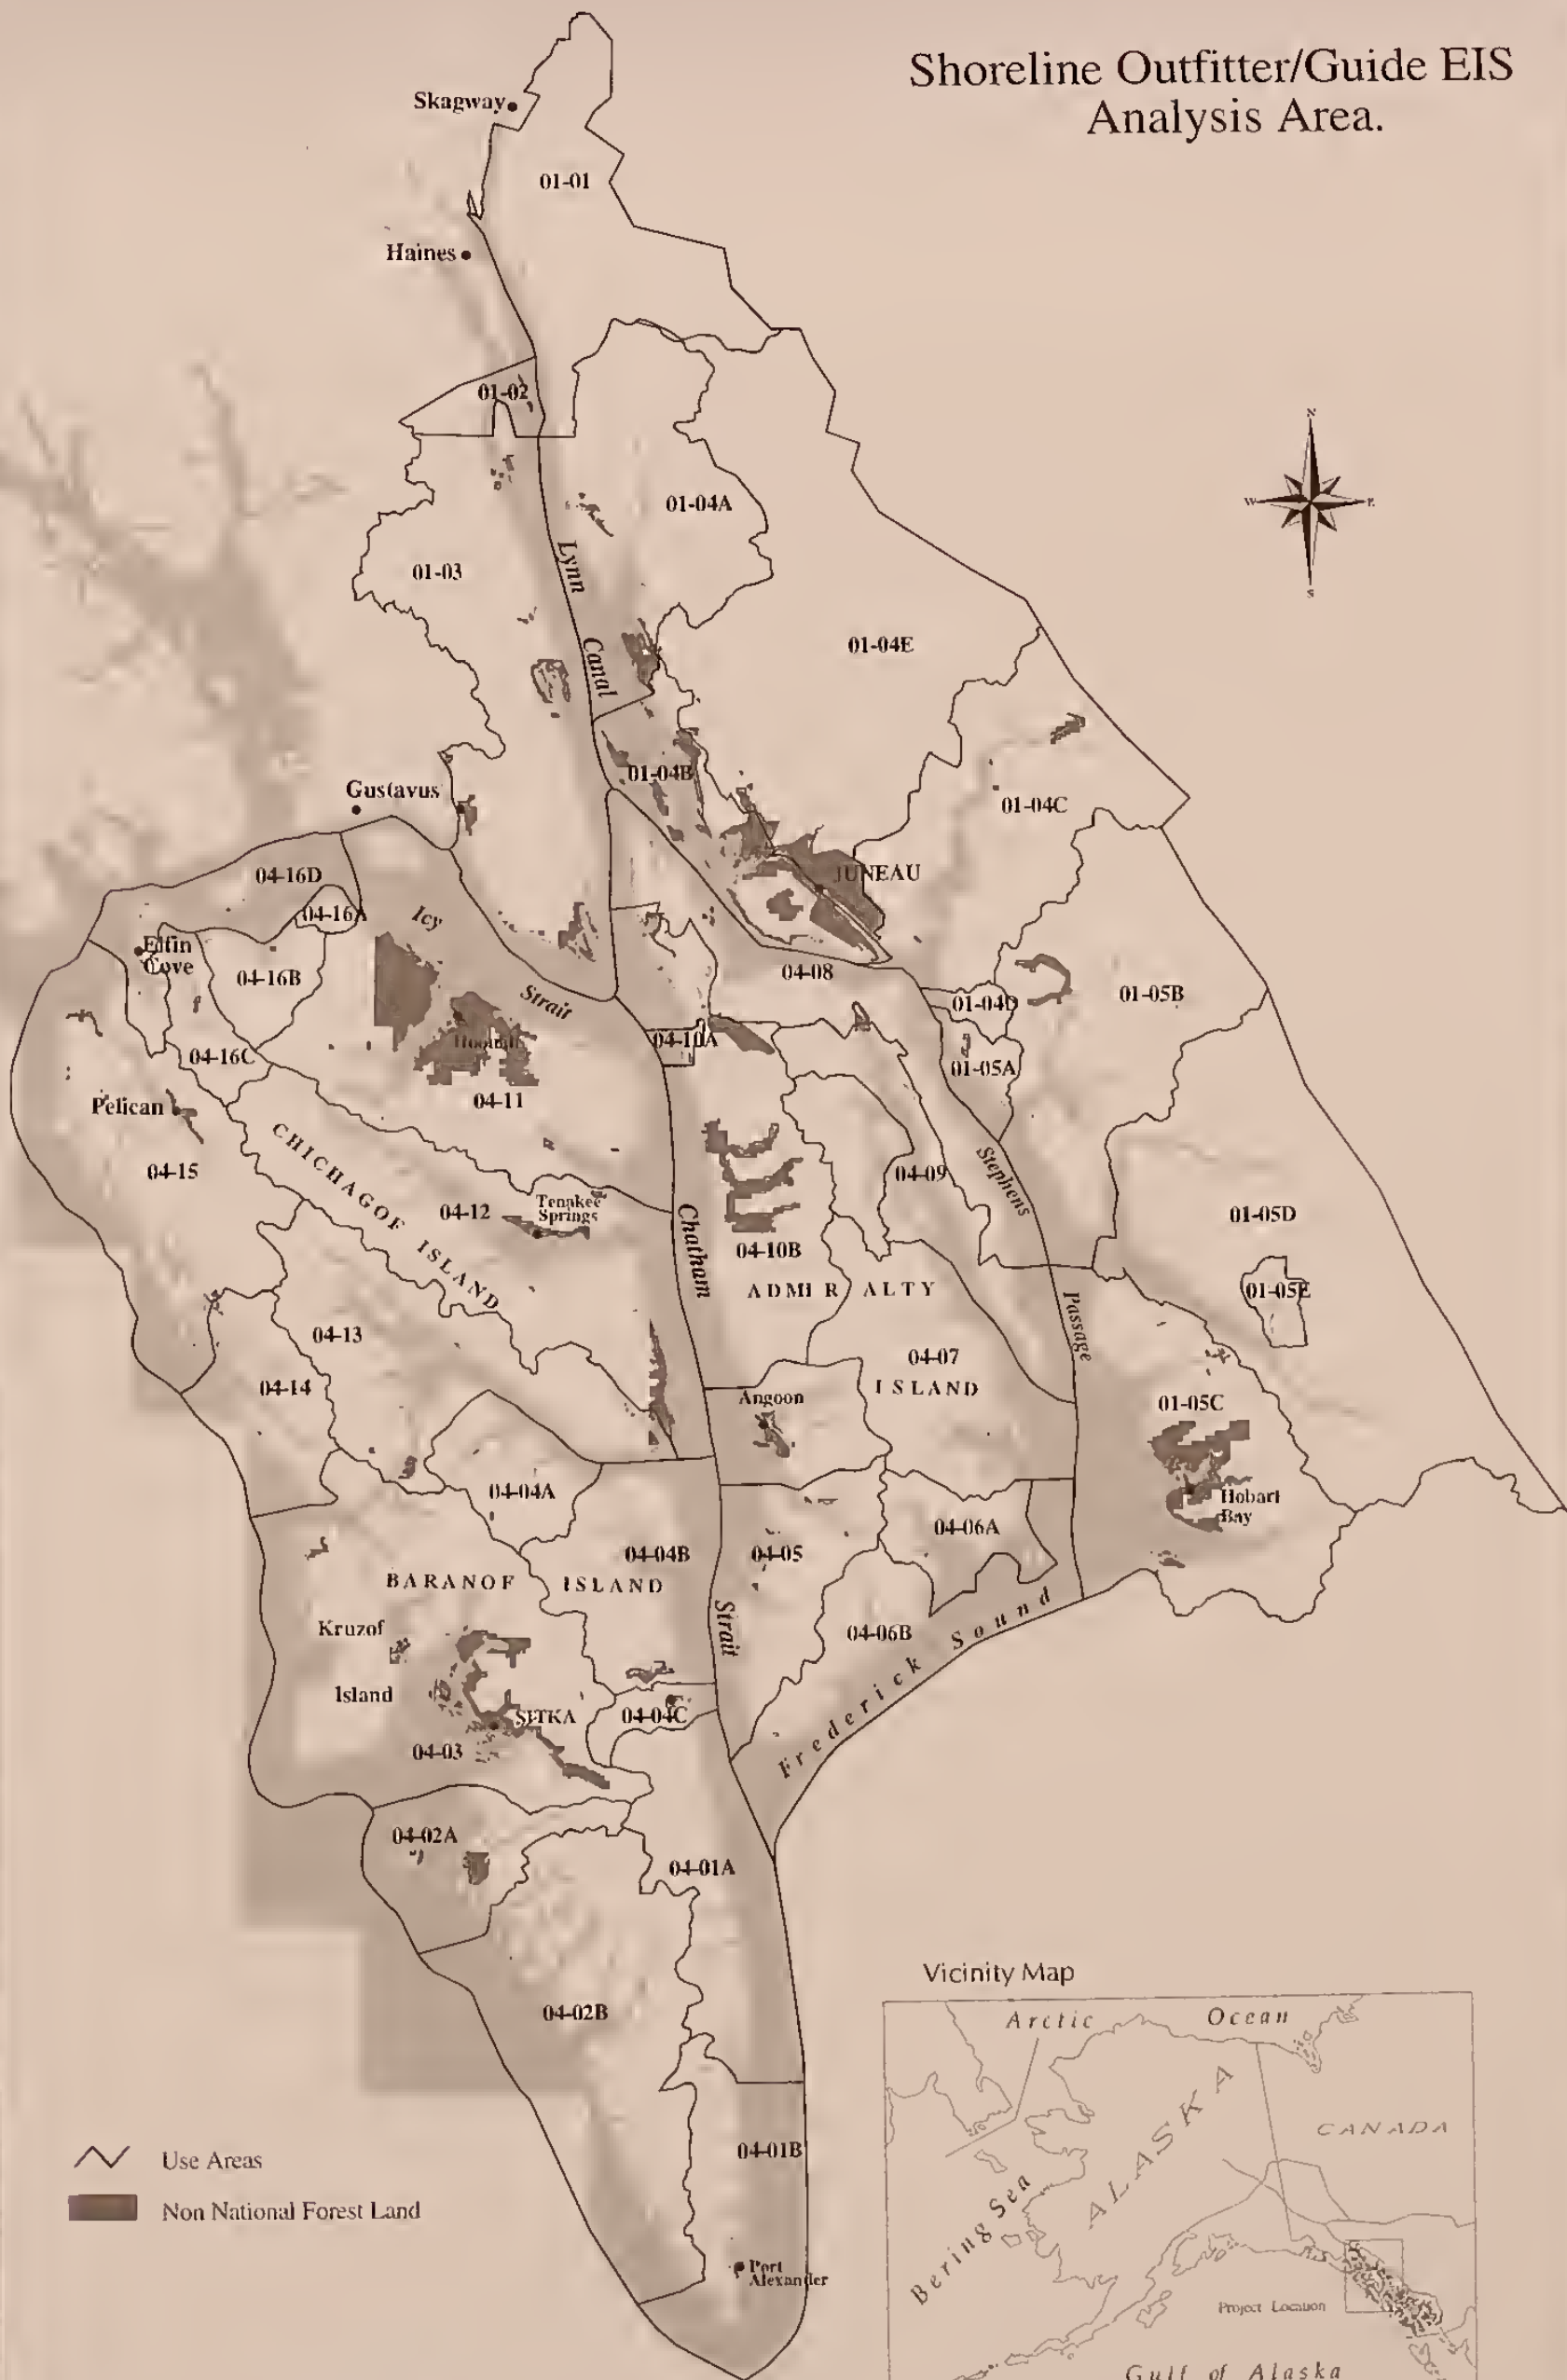 Shoreline Outfitter/Guide EIS
Analysis Area.
Skagway
01-01
Haines
01-02
N
W
E
S
01-04A
01-03
Lynn
Canal
01-04E
01-04B
Gustavus
01-04C
JUNEAU
04-16D
04-16A
Icy
Elfin
Cove
04-16B
Strait
04-08
01-04D
01-05B
Hoonah
04-10A
04-16C
01-05A
04-11
Pelican
CHICHAGOF ISLAND
04-15
04-09
Stephens
04-12
Tenakee
Springs
Chatham
01-05D
04-10B
ADMIRALTY
01-05E
Passage
04-13
04-07
ISLAND
04-14
Angoon
01-05C
04-04A
Hobart
Bay
04-06A
04-04B
04-05
BARANOF ISLAND
Strait
Kruzof
04-06B
Frederick Sound
Island
04-04C
SITKA
04-03
04-02A
04-01A
Vicinity Map
04-02B
Arctic Ocean
ALASKA
CANADA
04-01B
Use Areas
Bering Sea
Non National Forest Land
Port
Alexander
Project Location
Gulf of Alaska